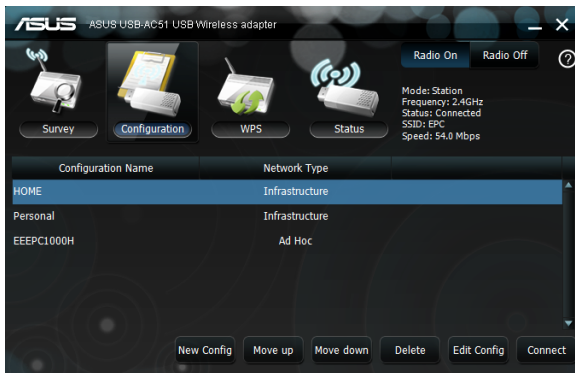 ASUS ASUS USB-AC51 USB Wireless adapter
Radio On Radio Off
?
Mode: Station
Frequency: 2.4GHz
Status: Connected
SSID: EPC
Speed: 54.0 Mbps
Survey Configuration WPS Status
Configuration Name Network Type
HOME Infrastructure
Personal Infrastructure
EEEPC1000H Ad Hoc
New Config Move up Move down Delete Edit Config Connect